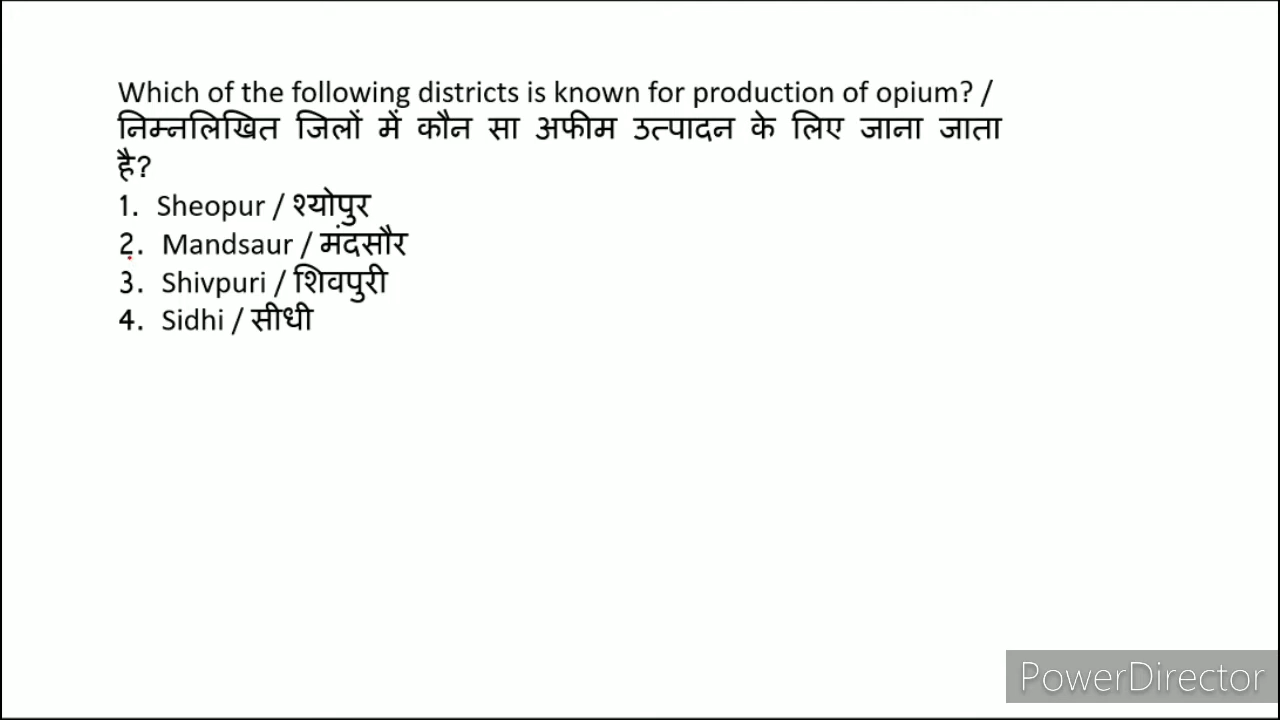 Which of the following districts is known for production of opium? /
निम्नलिखित जिलों में कौन सा अफीम उत्पादन के लिए जाना जाता
है?
1. Sheopur / श्योपुर
2. Mandsaur / मंदसौर
3. Shivpuri / शिवपुरी
4. Sidhi / सीधी
PowerDirector